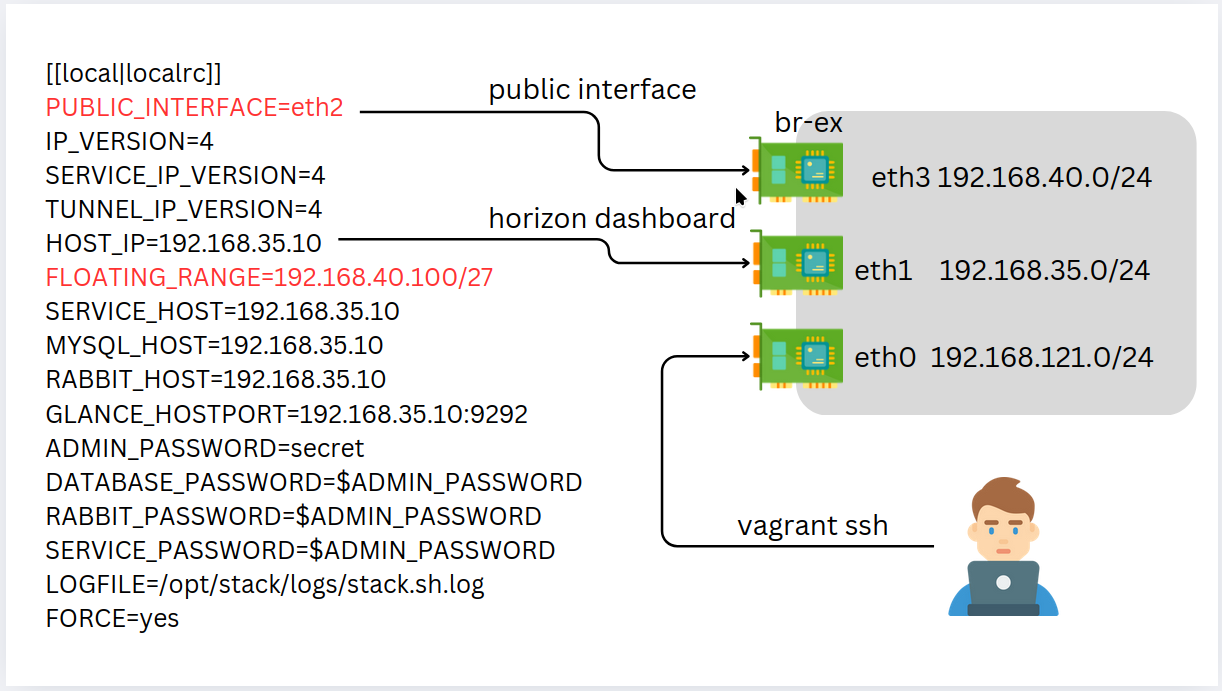 [[local|localrc]]
PUBLIC_INTERFACE=eth2
IP_VERSION=4
SERVICE_IP_VERSION=4
TUNNEL_IP_VERSION=4
HOST_IP=192.168.35.10
FLOATING_RANGE=192.168.40.100/27
SERVICE_HOST=192.168.35.10
MYSQL_HOST=192.168.35.10
RABBIT_HOST=192.168.35.10
GLANCE_HOSTPORT=192.168.35.10:9292
ADMIN_PASSWORD=secret
DATABASE_PASSWORD=$ADMIN_PASSWORD
RABBIT_PASSWORD=$ADMIN_PASSWORD
SERVICE_PASSWORD=$ADMIN_PASSWORD
LOGFILE=/opt/stack/logs/stack.sh.log
FORCE=yes
public interface
br-ex
eth3 192.168.40.0/24
horizon dashboard
eth1 192.168.35.0/24
eth0 192.168.121.0/24
vagrant ssh